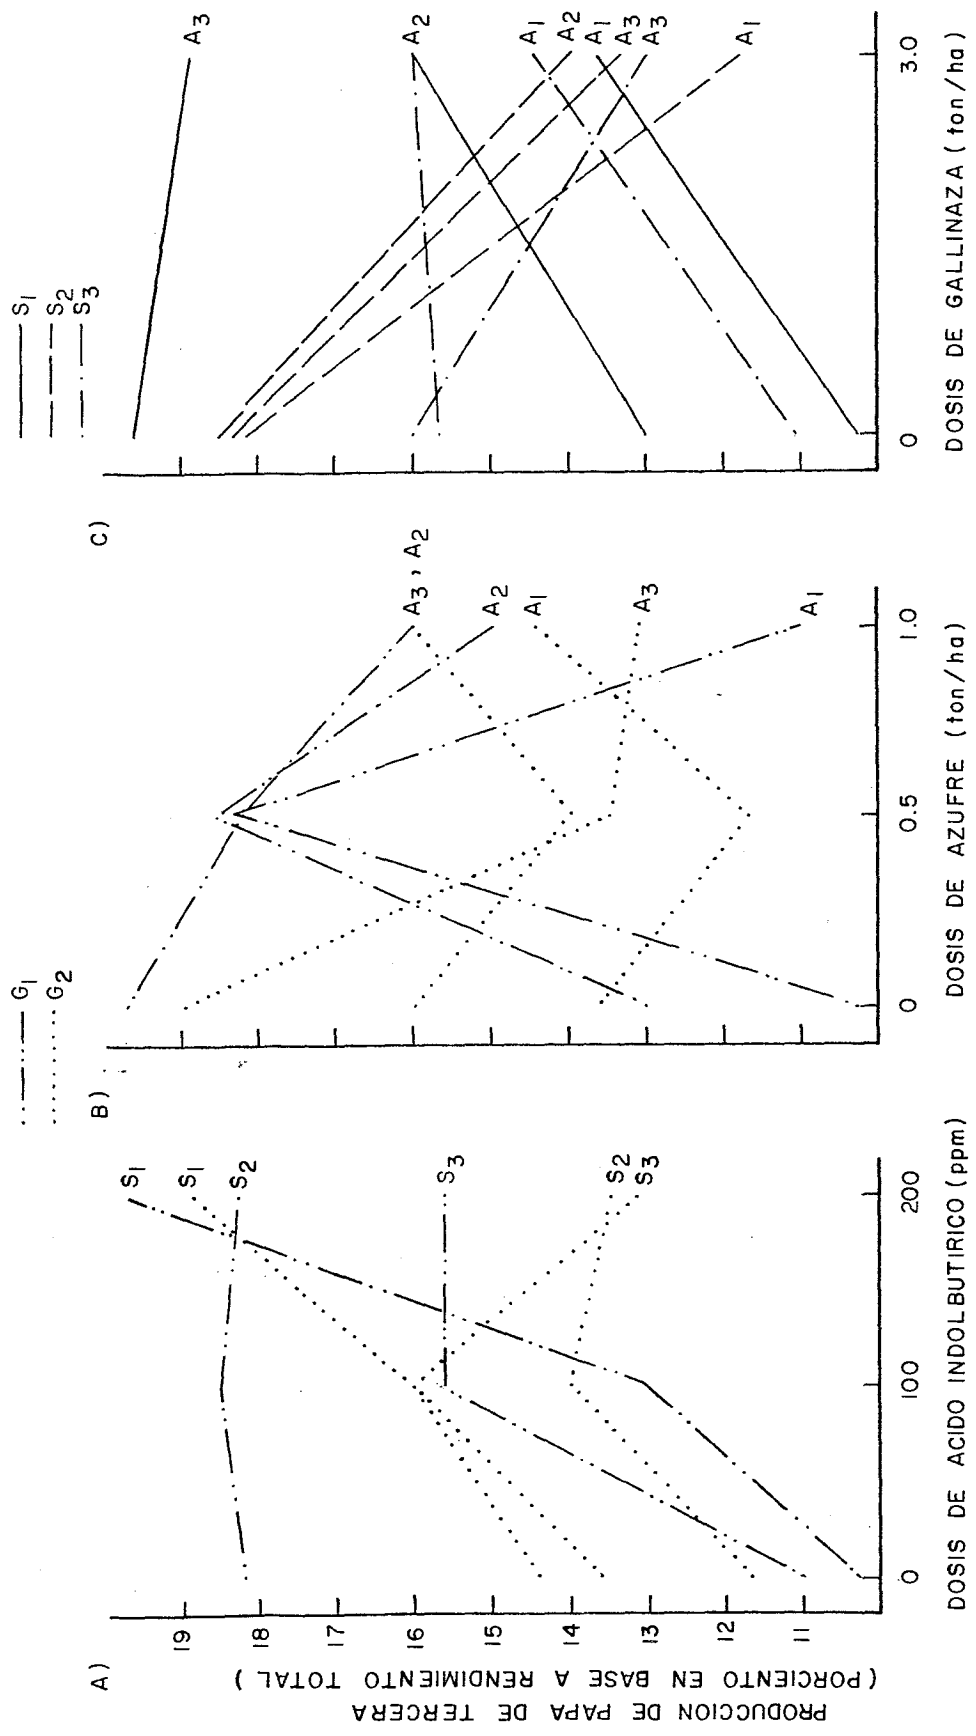 A)
PRODUCCION DE PAPA DE TERCERA
( PORCIENTO EN BASE A RENDIMIENTO TOTAL )
19
18
17
16
15
14
13
12
11
S1
S1
S2
S3
S2
S3
0
100
200
DOSIS DE ACIDO INDOLBUTIRICO (ppm)
G1
G2
B)
A3, A2
A2
A1
A3
A1
0
0.5
1.0
DOSIS DE AZUFRE (ton/ha)
S1
S2
S3
C)
A3
A2
A1
A2
A1
A3
A3
A1
0
3.0
DOSIS DE GALLINAZA (ton/ha)